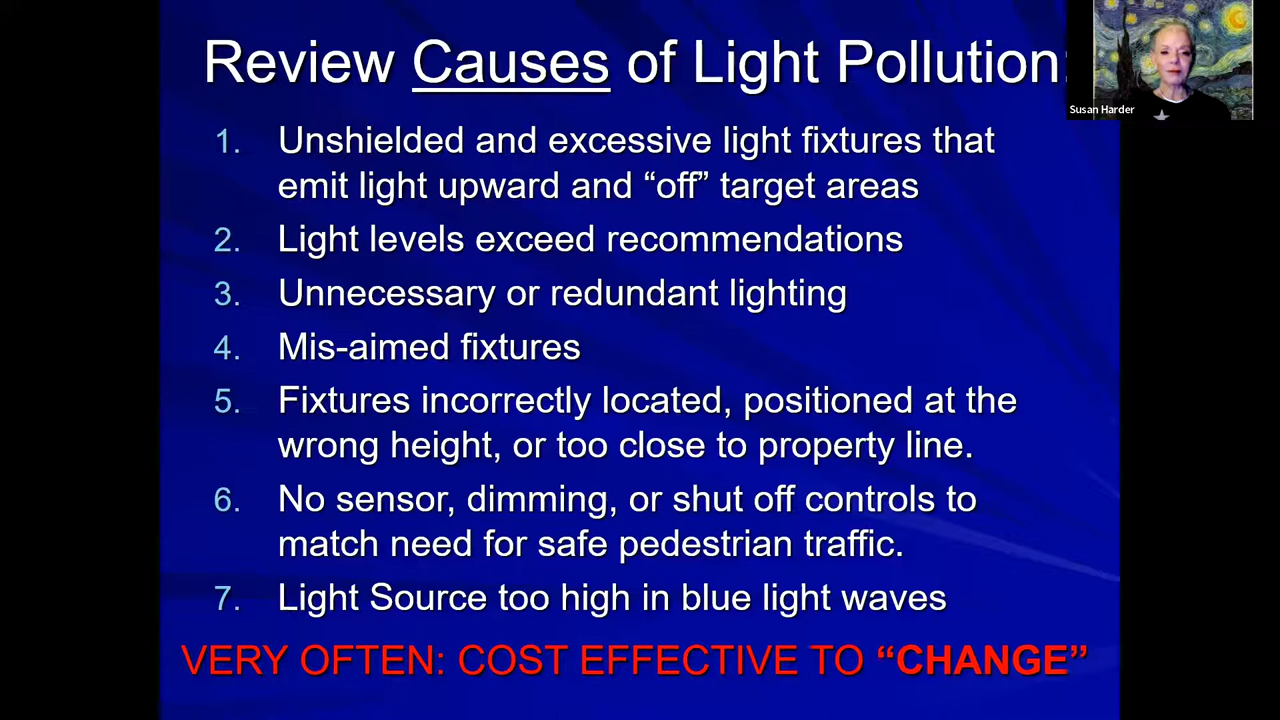 Review Causes of Light Pollution:
Susan Harder
1. Unshielded and excessive light fixtures that
emit light upward and “off” target areas
2. Light levels exceed recommendations
3. Unnecessary or redundant lighting
4. Mis-aimed fixtures
5. Fixtures incorrectly located, positioned at the
wrong height, or too close to property line.
6. No sensor, dimming, or shut off controls to
match need for safe pedestrian traffic.
7. Light Source too high in blue light waves
VERY OFTEN: COST EFFECTIVE TO “CHANGE”